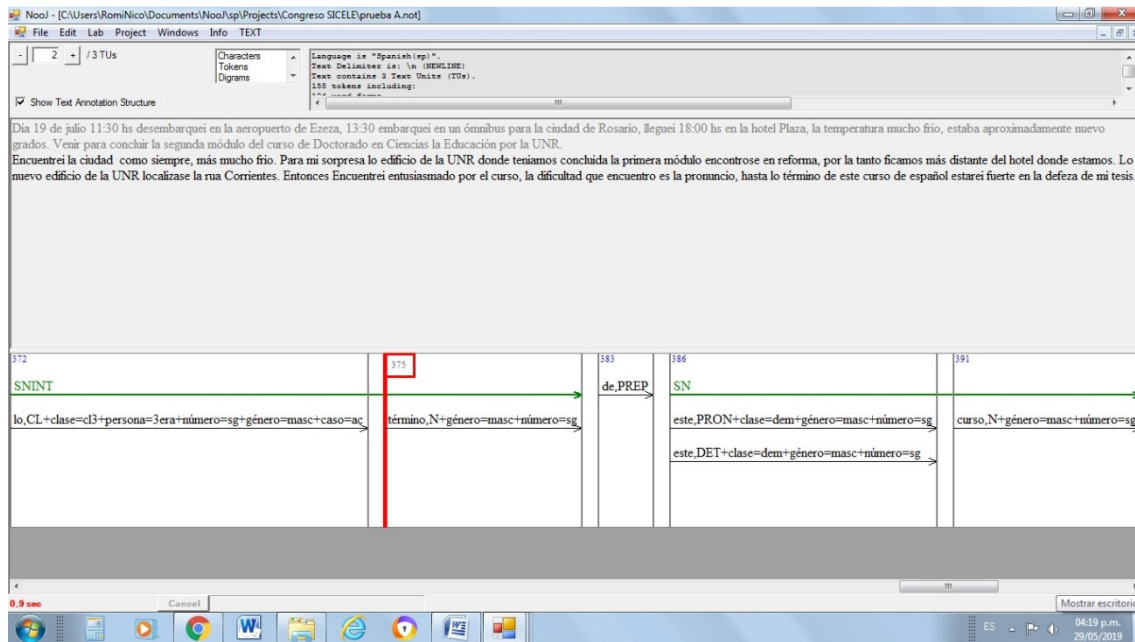 NooJ - [C:\Users\RomiNico\Documents\NooJ\sp\Projects\Congreso SICELE\prueba A.not]
File Edit Lab Project Windows Info TEXT
- 2 + / 3 TUs
Characters
Tokens
Digrams
Language is "Spanish(sp)".
Text Delimiter is: \n (NEWLINE)
Text contains 3 Text Units (TUs).
155 tokens including:
Show Text Annotation Structure
Día 19 de julio 11:30 hs desembarquei en la aeropuerto de Ezeza, 13:30 embarquei en un ómnibus para la ciudad de Rosario, lleguei 18:00 hs en la hotel Plaza, la temperatura mucho frio, estaba aproximadamente nuevo
grados. Venir para concluir la segunda módulo del curso de Doctorado en Ciencias la Educación por la UNR.
Encuentrei la ciudad como siempre, más mucho frio. Para mi sorpresa lo edificio de la UNR donde teniamos concluida la primera módulo encontrose en reforma, por la tanto ficamos más distante del hotel donde estamos. Lo
nuevo edificio de la UNR localizase la rua Corrientes. Entonces Encuentrei entusiasmado por el curso, la dificultad que encuentro es la pronuncio, hasta lo término de este curso de español estarei fuerte en la defeza de mi tesis.
372 375 383 386 391
SNINT de,PREP SN
lo,CL+clase=cl3+persona=3era+número=sg+género=masc+caso=ac término,N+género=masc+número=sg este,PRON+clase=dem+género=masc+número=sg curso,N+género=masc+número=sg
este,DET+clase=dem+género=masc+número=sg
0,9 sec Cancel
Mostrar escritorio
ES 04:19 p.m.
29/05/2019